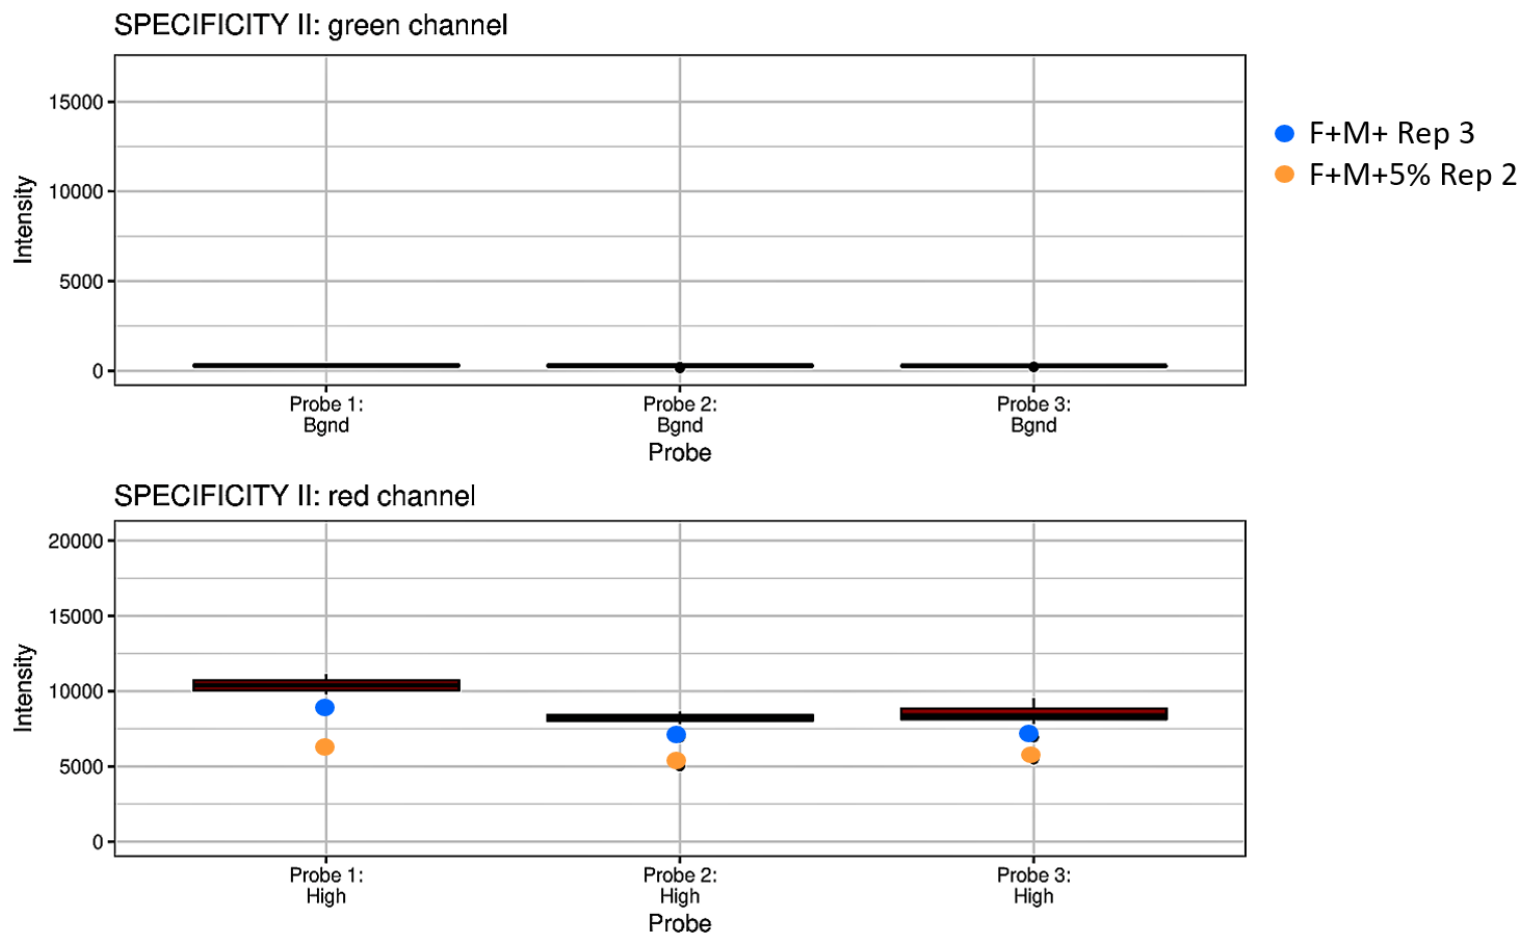 SPECIFICITY II: green channel
15000
10000
5000
0
Intensity
Probe 1:
Bgnd
Probe 2:
Bgnd
Probe 3:
Bgnd
Probe
F+M+ Rep 3
F+M+5% Rep 2
SPECIFICITY II: red channel
20000
15000
10000
5000
0
Intensity
Probe 1:
High
Probe 2:
High
Probe 3:
High
Probe